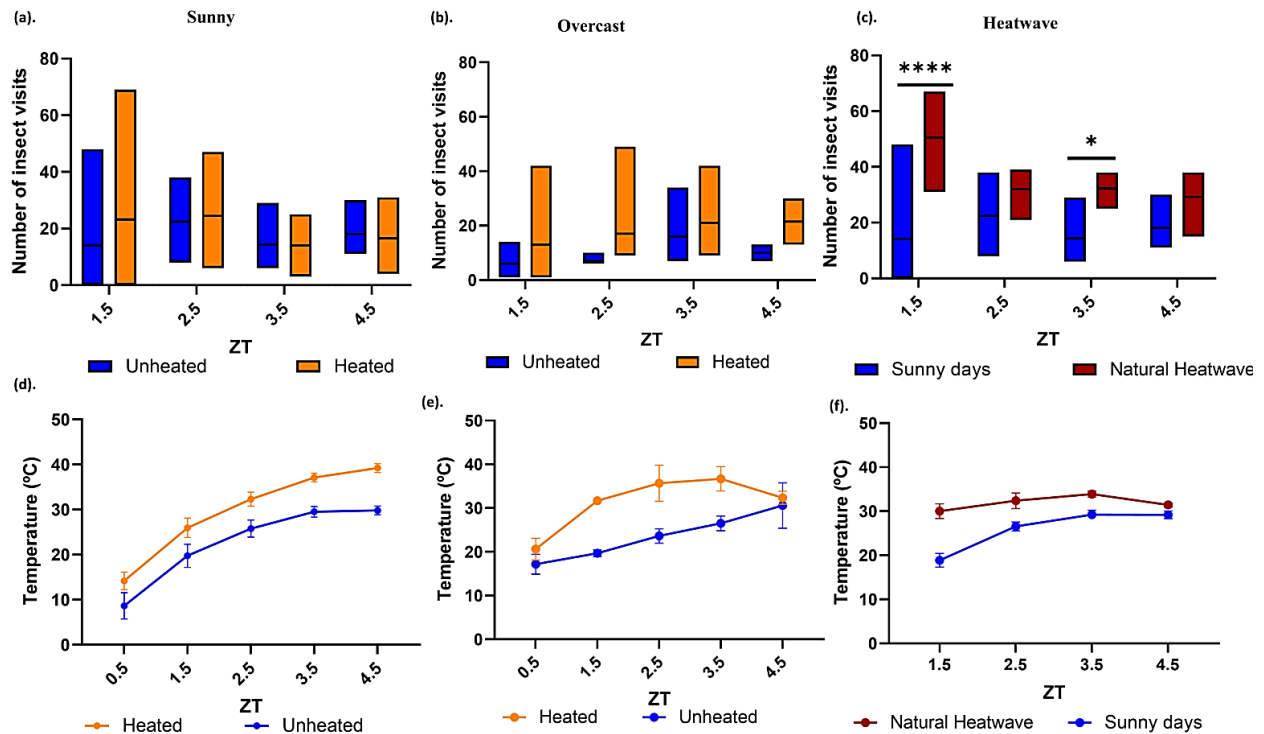 (a).
Sunny
Number of insect visits
80
60
40
20
0
1.5
2.5
3.5
4.5
ZT
Unheated
Heated
(b).
Overcast
Number of insect visits
80
60
40
20
0
1.5
2.5
3.5
4.5
ZT
Unheated
Heated
(c).
Heatwave
Number of insect visits
80
60
40
20
0
****
*
1.5
2.5
3.5
4.5
ZT
Sunny days
Natural Heatwave
(d).
Temperature (ºC)
50
40
30
20
10
0
0.5
1.5
2.5
3.5
4.5
ZT
Heated
Unheated
(e).
Temperature (ºC)
50
40
30
20
10
0
0.5
1.5
2.5
3.5
4.5
ZT
Heated
Unheated
(f).
Temperature (ºC)
50
40
30
20
10
0
1.5
2.5
3.5
4.5
ZT
Natural Heatwave
Sunny days